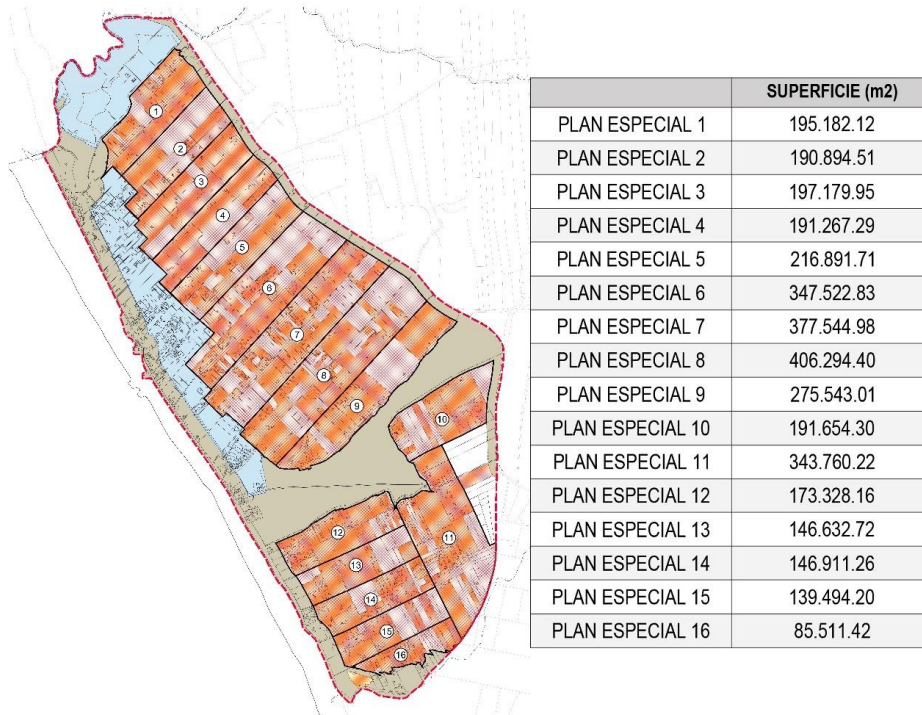 SUPERFICIE (m2)
PLAN ESPECIAL 1 195.182.12
PLAN ESPECIAL 2 190.894.51
PLAN ESPECIAL 3 197.179.95
PLAN ESPECIAL 4 191.267.29
PLAN ESPECIAL 5 216.891.71
PLAN ESPECIAL 6 347.522.83
PLAN ESPECIAL 7 377.544.98
PLAN ESPECIAL 8 406.294.40
PLAN ESPECIAL 9 275.543.01
PLAN ESPECIAL 10 191.654.30
PLAN ESPECIAL 11 343.760.22
PLAN ESPECIAL 12 173.328.16
PLAN ESPECIAL 13 146.632.72
PLAN ESPECIAL 14 146.911.26
PLAN ESPECIAL 15 139.494.20
PLAN ESPECIAL 16 85.511.42
1
2
3
4
5
6
7
8
9
10
11
12
13
14
15
16